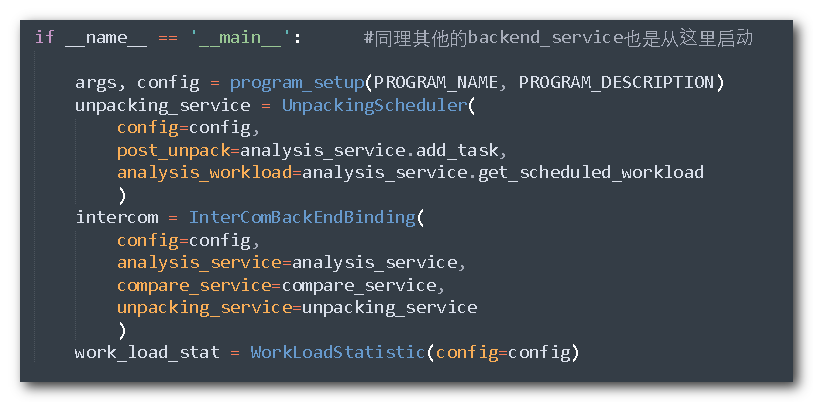 if __name__ == '__main__':     #同理其他的backend_service也是从这里启动
    args, config = program_setup(PROGRAM_NAME, PROGRAM_DESCRIPTION)
    unpacking_service = UnpackingScheduler(
        config=config,
        post_unpack=analysis_service.add_task,
        analysis_workload=analysis_service.get_scheduled_workload
        )
    intercom = InterComBackEndBinding(
        config=config,
        analysis_service=analysis_service,
        compare_service=compare_service,
        unpacking_service=unpacking_service
        )
    work_load_stat = WorkLoadStatistic(config=config)